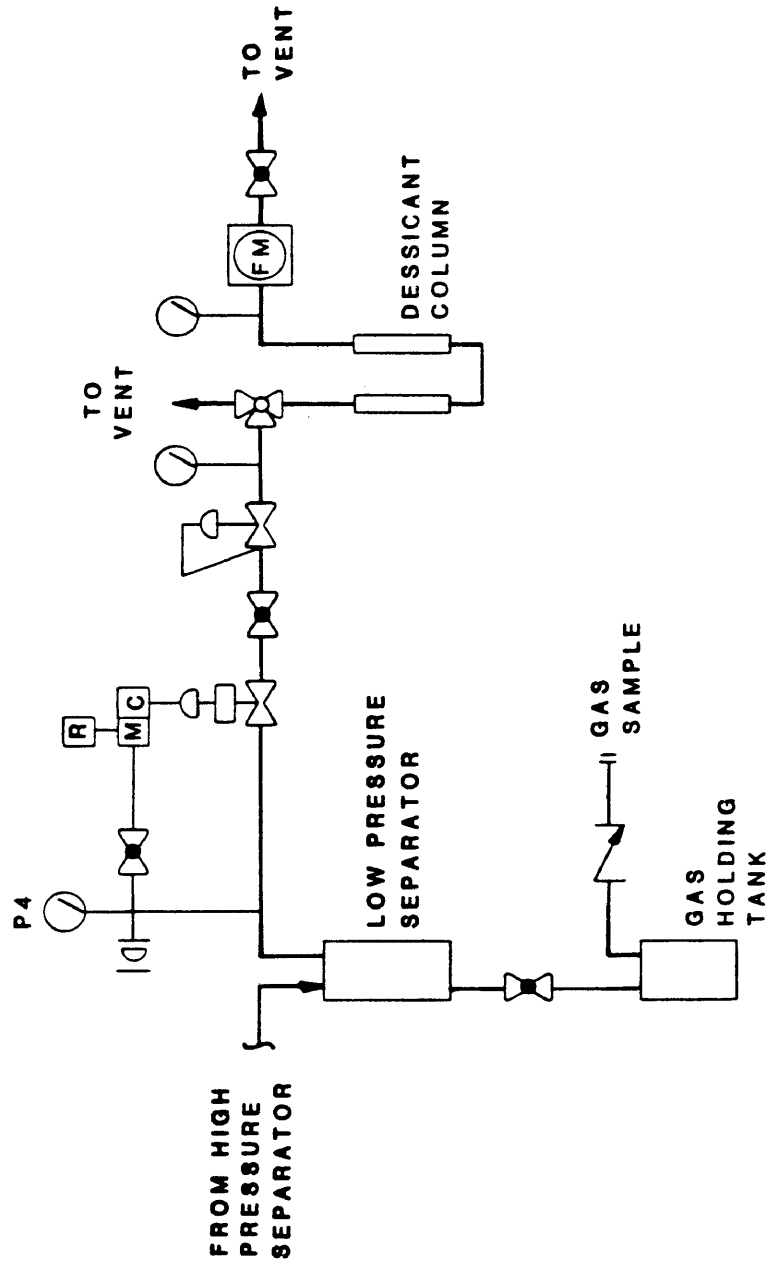 P4
R
M C
TO
VENT
TO
VENT
FM
FROM HIGH
PRESSURE
SEPARATOR
LOW PRESSURE
SEPARATOR
DESSICANT
COLUMN
GAS
SAMPLE
GAS
HOLDING
TANK